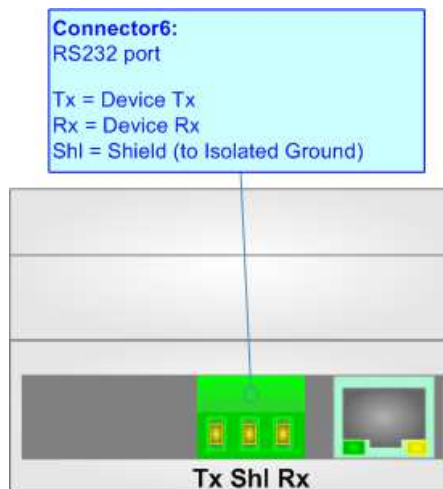 Connector6:
RS232 port
Tx = Device Tx
Rx = Device Rx
Shl = Shield (to Isolated Ground)
Tx Shl Rx